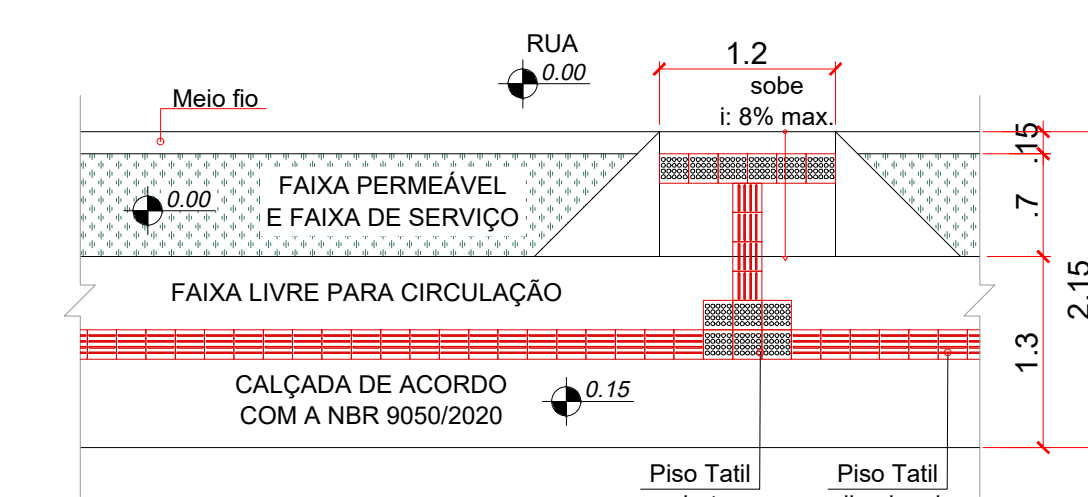 RUA
0.00
1.2
sobe
i: 8% max.
Meio fio
.15
FAIXA PERMEÁVEL
E FAIXA DE SERVIÇO
0.00
.7
FAIXA LIVRE PARA CIRCULAÇÃO
2.15
1.3
CALÇADA DE ACORDO
COM A NBR 9050/2020
0.15
Piso Tatil
Piso Tatil